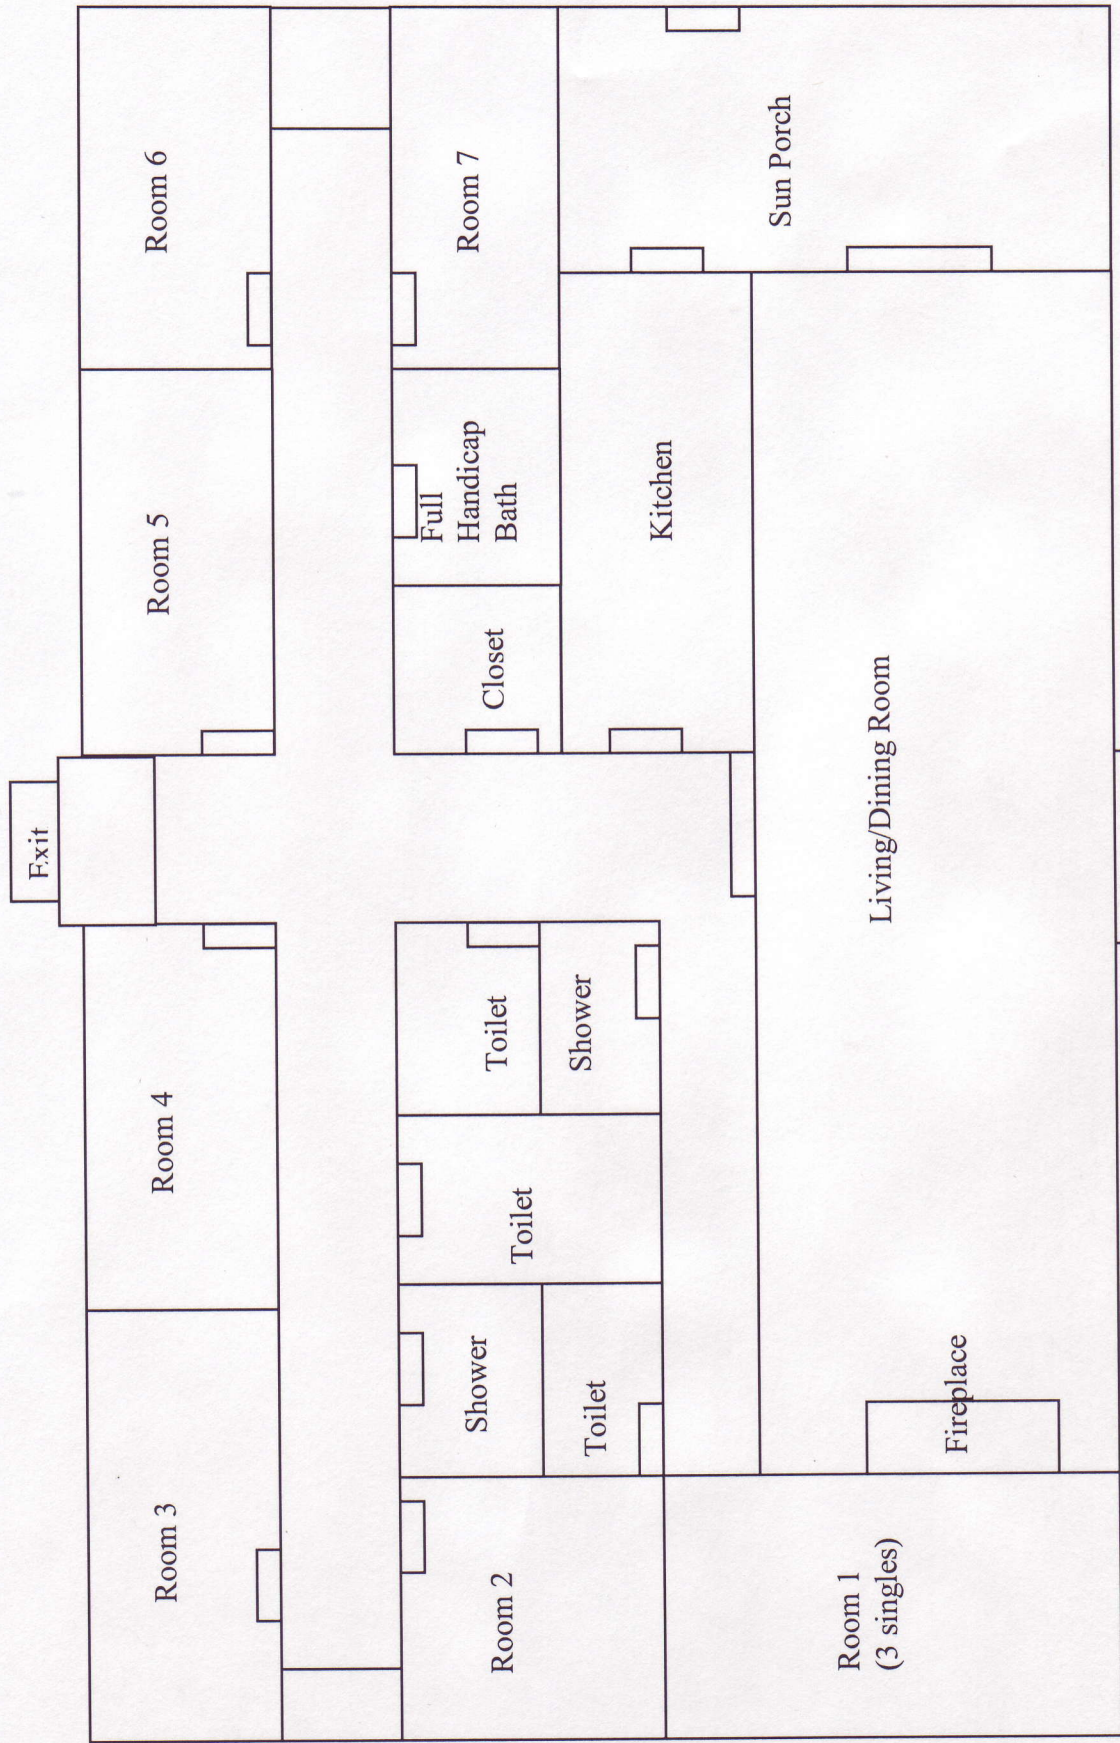 Exit
Room 3
Room 4
Room 5
Room 6
Room 2
Shower
Toilet
Toilet
Toilet
Shower
Closet
Full
Handicap
Bath
Room 7
Kitchen
Sun Porch
Room 1
(3 singles)
Fireplace
Living/Dining Room